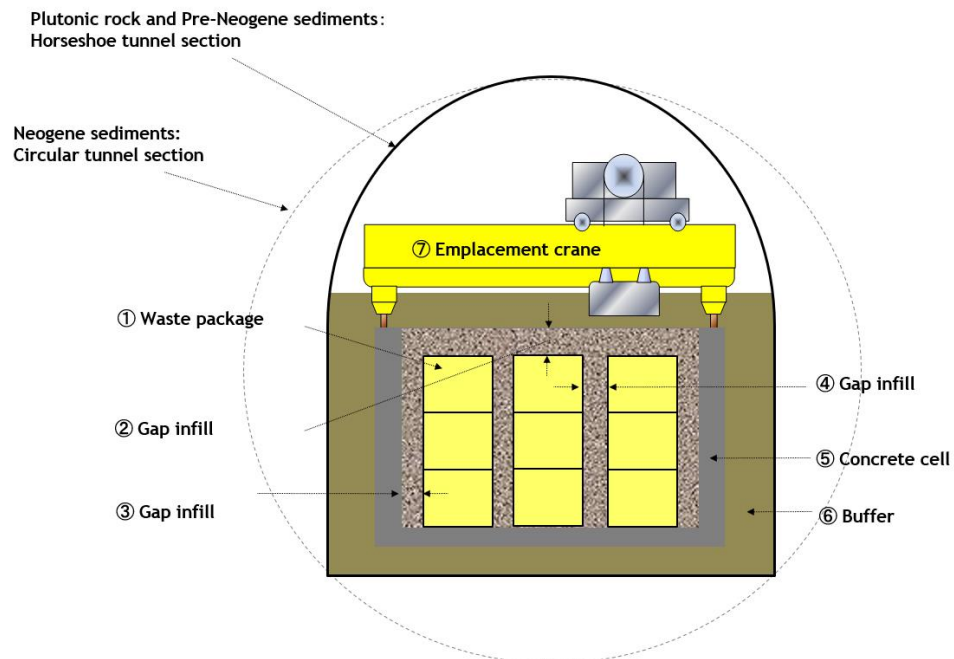 Plutonic rock and Pre-Neogene sediments:
Horseshoe tunnel section
Neogene sediments:
Circular tunnel section
⑦ Emplacement crane
① Waste package
④ Gap infill
② Gap infill
⑤ Concrete cell
③ Gap infill
⑥ Buffer